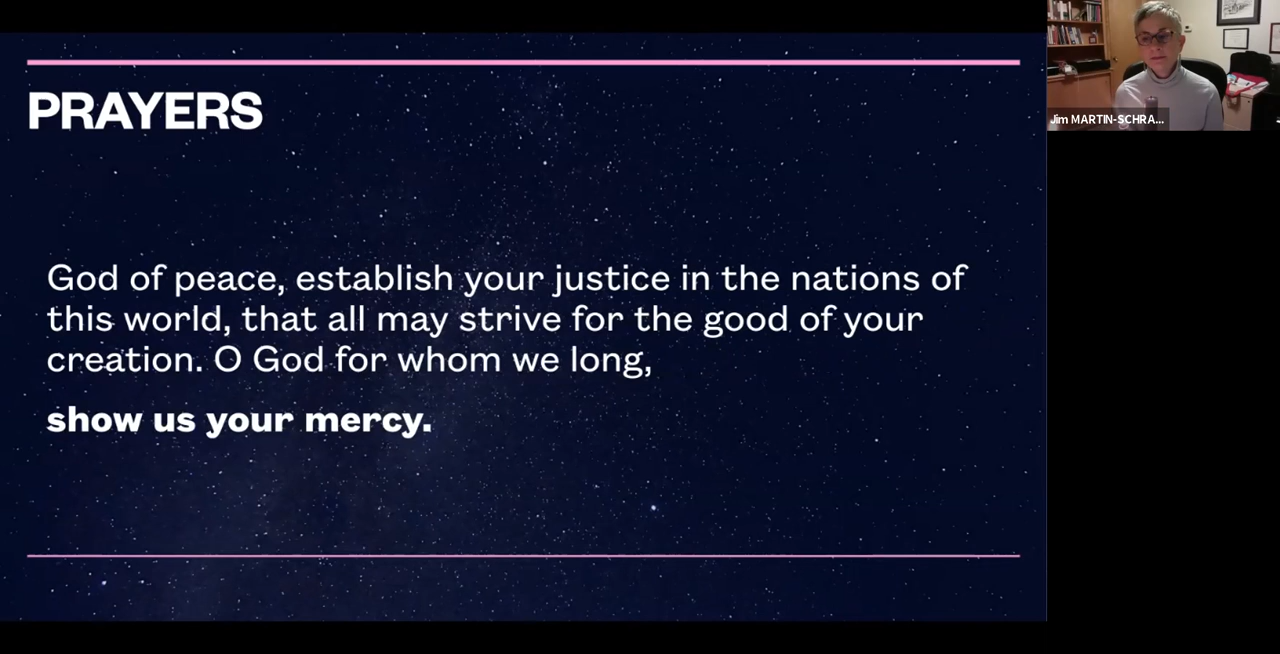 PRAYERS
God of peace, establish your justice in the nations of
this world, that all may strive for the good of your
creation. O God for whom we long,
show us your mercy.
Jim MARTIN-SCHRA...